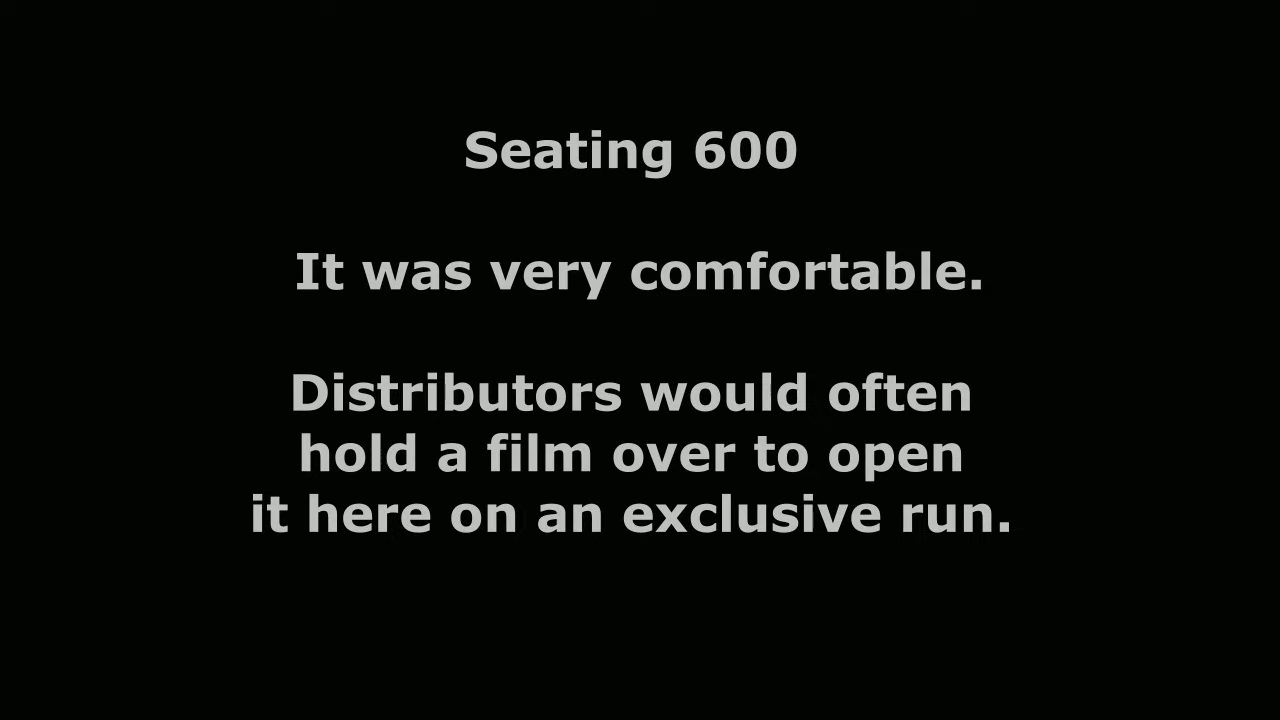 Seating 600
It was very comfortable.
Distributors would often
hold a film over to open
it here on an exclusive run.